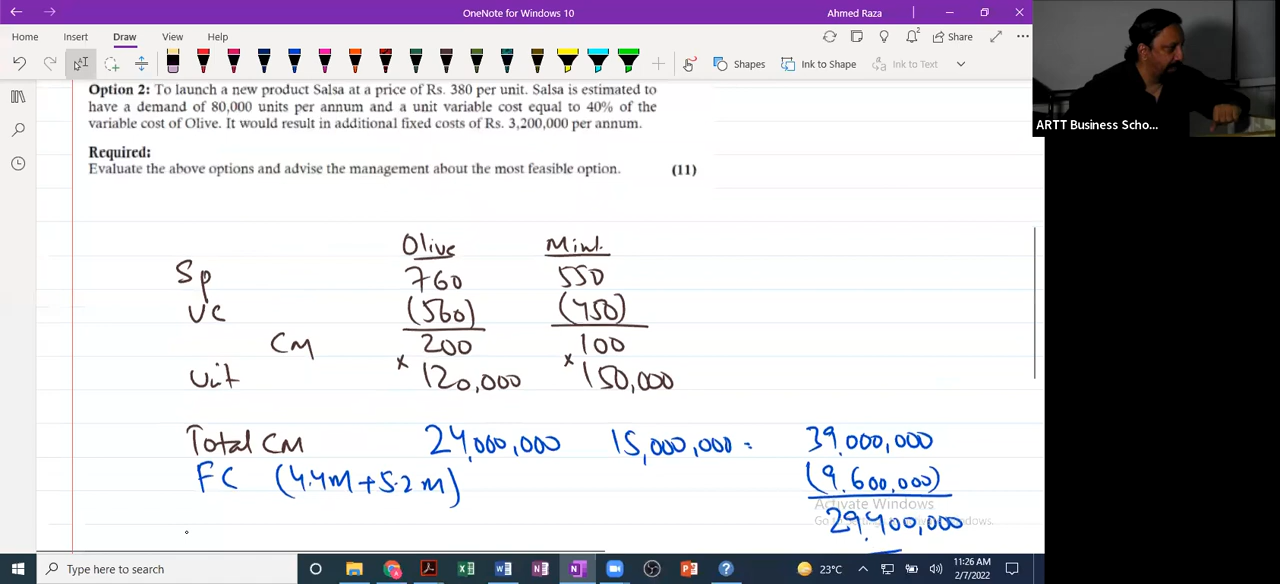 OneNote for Windows 10
Ahmed Raza
Home Insert Draw View Help
Share
Shapes Ink to Shape Ink to Text
ARTT Business Scho...
Option 2: To launch a new product Salsa at a price of Rs. 380 per unit. Salsa is estimated to
have a demand of 80,000 units per annum and a unit variable cost equal to 40% of the
variable cost of Olive. It would result in additional fixed costs of Rs. 3,200,000 per annum.
Required:
Evaluate the above options and advise the management about the most feasible option. (11)
Olive Mint
Sp 760 550
VC (560) (450)
CM 200 100
Unit × 120,000 × 150,000
Total CM 24,000,000 15,000,000 = 39,000,000
FC (4.4M+5.2M) (9,600,000)
Activate Windows
29,400,000
Type here to search
23°C
11:26 AM
2/7/2022